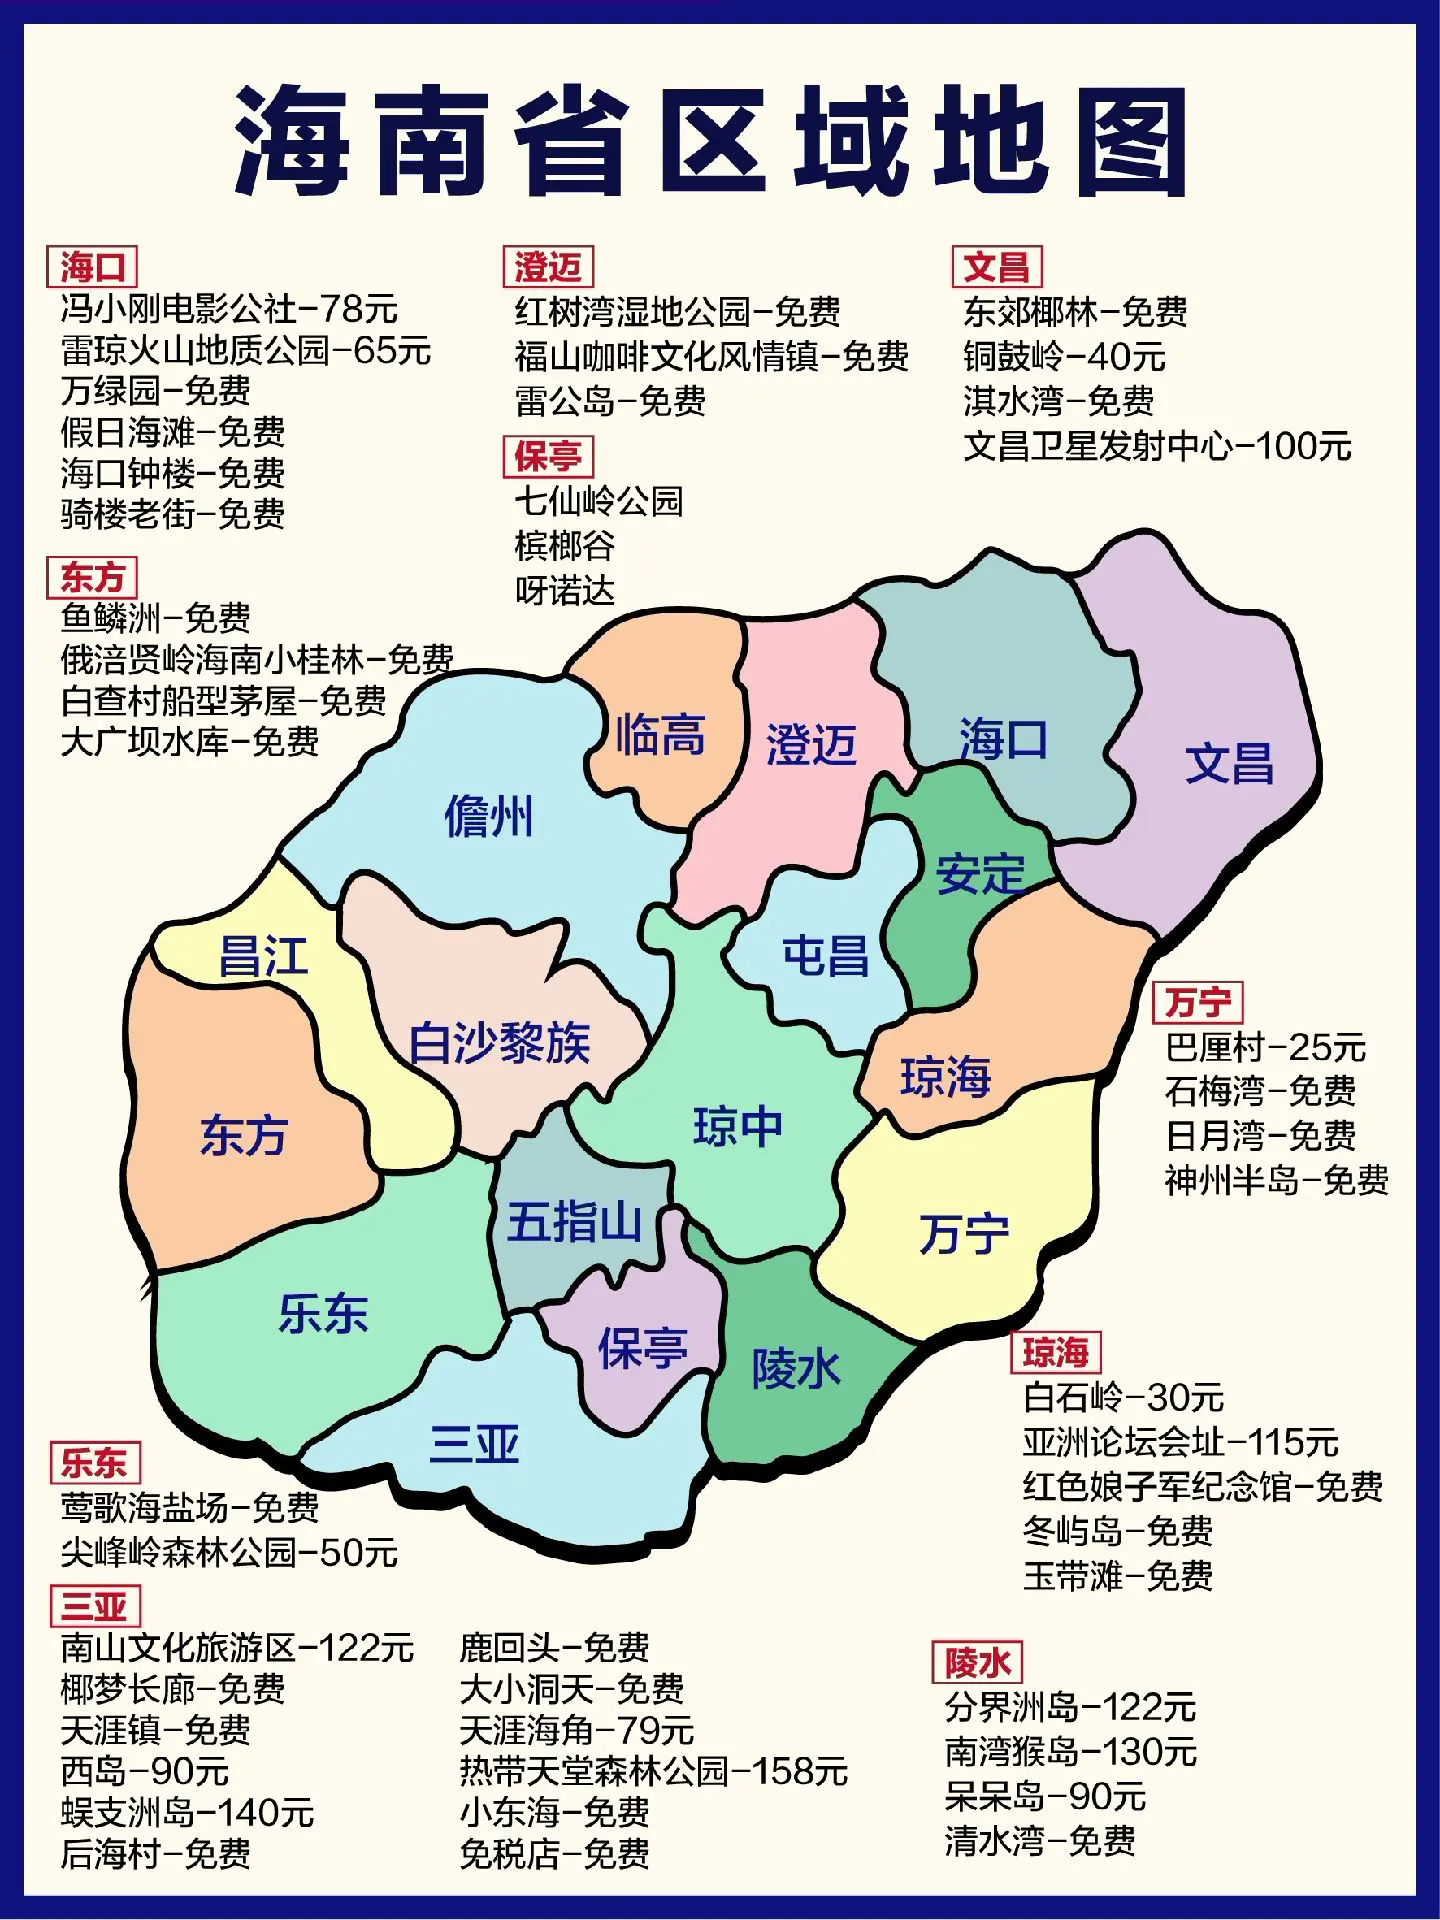 海南省区域地图
海口
冯小刚电影公社-78元
雷琼火山地质公园-65元
万绿园-免费
假日海滩-免费
海口钟楼-免费
骑楼老街-免费
澄迈
红树湾湿地公园-免费
福山咖啡文化风情镇-免费
雷公岛-免费
文昌
东郊椰林-免费
铜鼓岭-40元
淇水湾-免费
文昌卫星发射中心-100元
保亭
七仙岭公园
槟榔谷
呀诺达
东方
鱼鳞洲-免费
俄涪贤岭海南小桂林-免费
白查村船型茅屋-免费
大广坝水库-免费
临高
澄迈
海口
文昌
儋州
安定
昌江
屯昌
白沙黎族
琼海
东方
琼中
五指山
万宁
乐东
保亭
陵水
三亚
万宁
巴厘村-25元
石梅湾-免费
日月湾-免费
神州半岛-免费
琼海
白石岭-30元
亚洲论坛会址-115元
红色娘子军纪念馆-免费
冬屿岛-免费
玉带滩-免费
乐东
莺歌海盐场-免费
尖峰岭森林公园-50元
三亚
南山文化旅游区-122元
椰梦长廊-免费
天涯镇-免费
西岛-90元
蜈支洲岛-140元
后海村-免费
鹿回头-免费
大小洞天-免费
天涯海角-79元
热带天堂森林公园-158元
小东海-免费
免税店-免费
陵水
分界洲岛-122元
南湾猴岛-130元
呆呆岛-90元
清水湾-免费